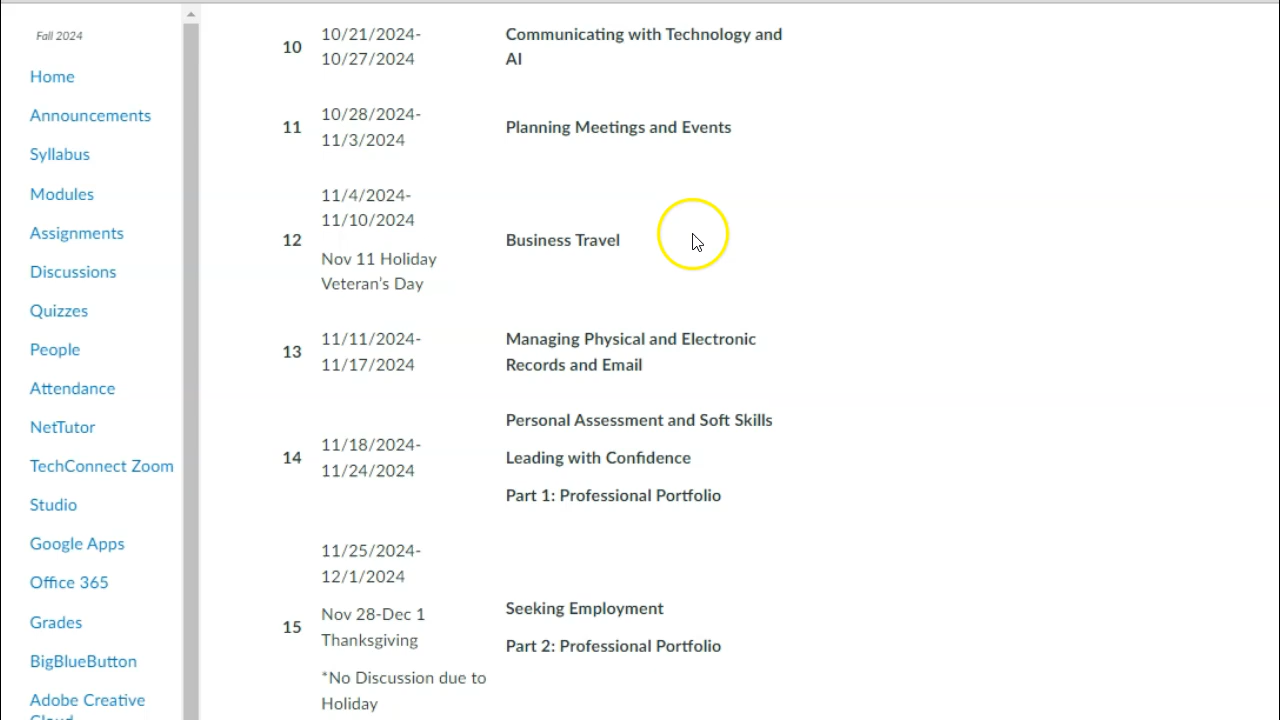 Fall 2024
Home
Announcements
Syllabus
Modules
Assignments
Discussions
Quizzes
People
Attendance
NetTutor
TechConnect Zoom
Studio
Google Apps
Office 365
Grades
BigBlueButton
Adobe Creative
Cloud
10
10/21/2024-
10/27/2024
Communicating with Technology and
AI
11
10/28/2024-
11/3/2024
Planning Meetings and Events
12
11/4/2024-
11/10/2024
Nov 11 Holiday
Veteran's Day
Business Travel
13
11/11/2024-
11/17/2024
Managing Physical and Electronic
Records and Email
14
11/18/2024-
11/24/2024
Personal Assessment and Soft Skills
Leading with Confidence
Part 1: Professional Portfolio
15
11/25/2024-
12/1/2024
Nov 28-Dec 1
Thanksgiving
*No Discussion due to
Holiday
Seeking Employment
Part 2: Professional Portfolio